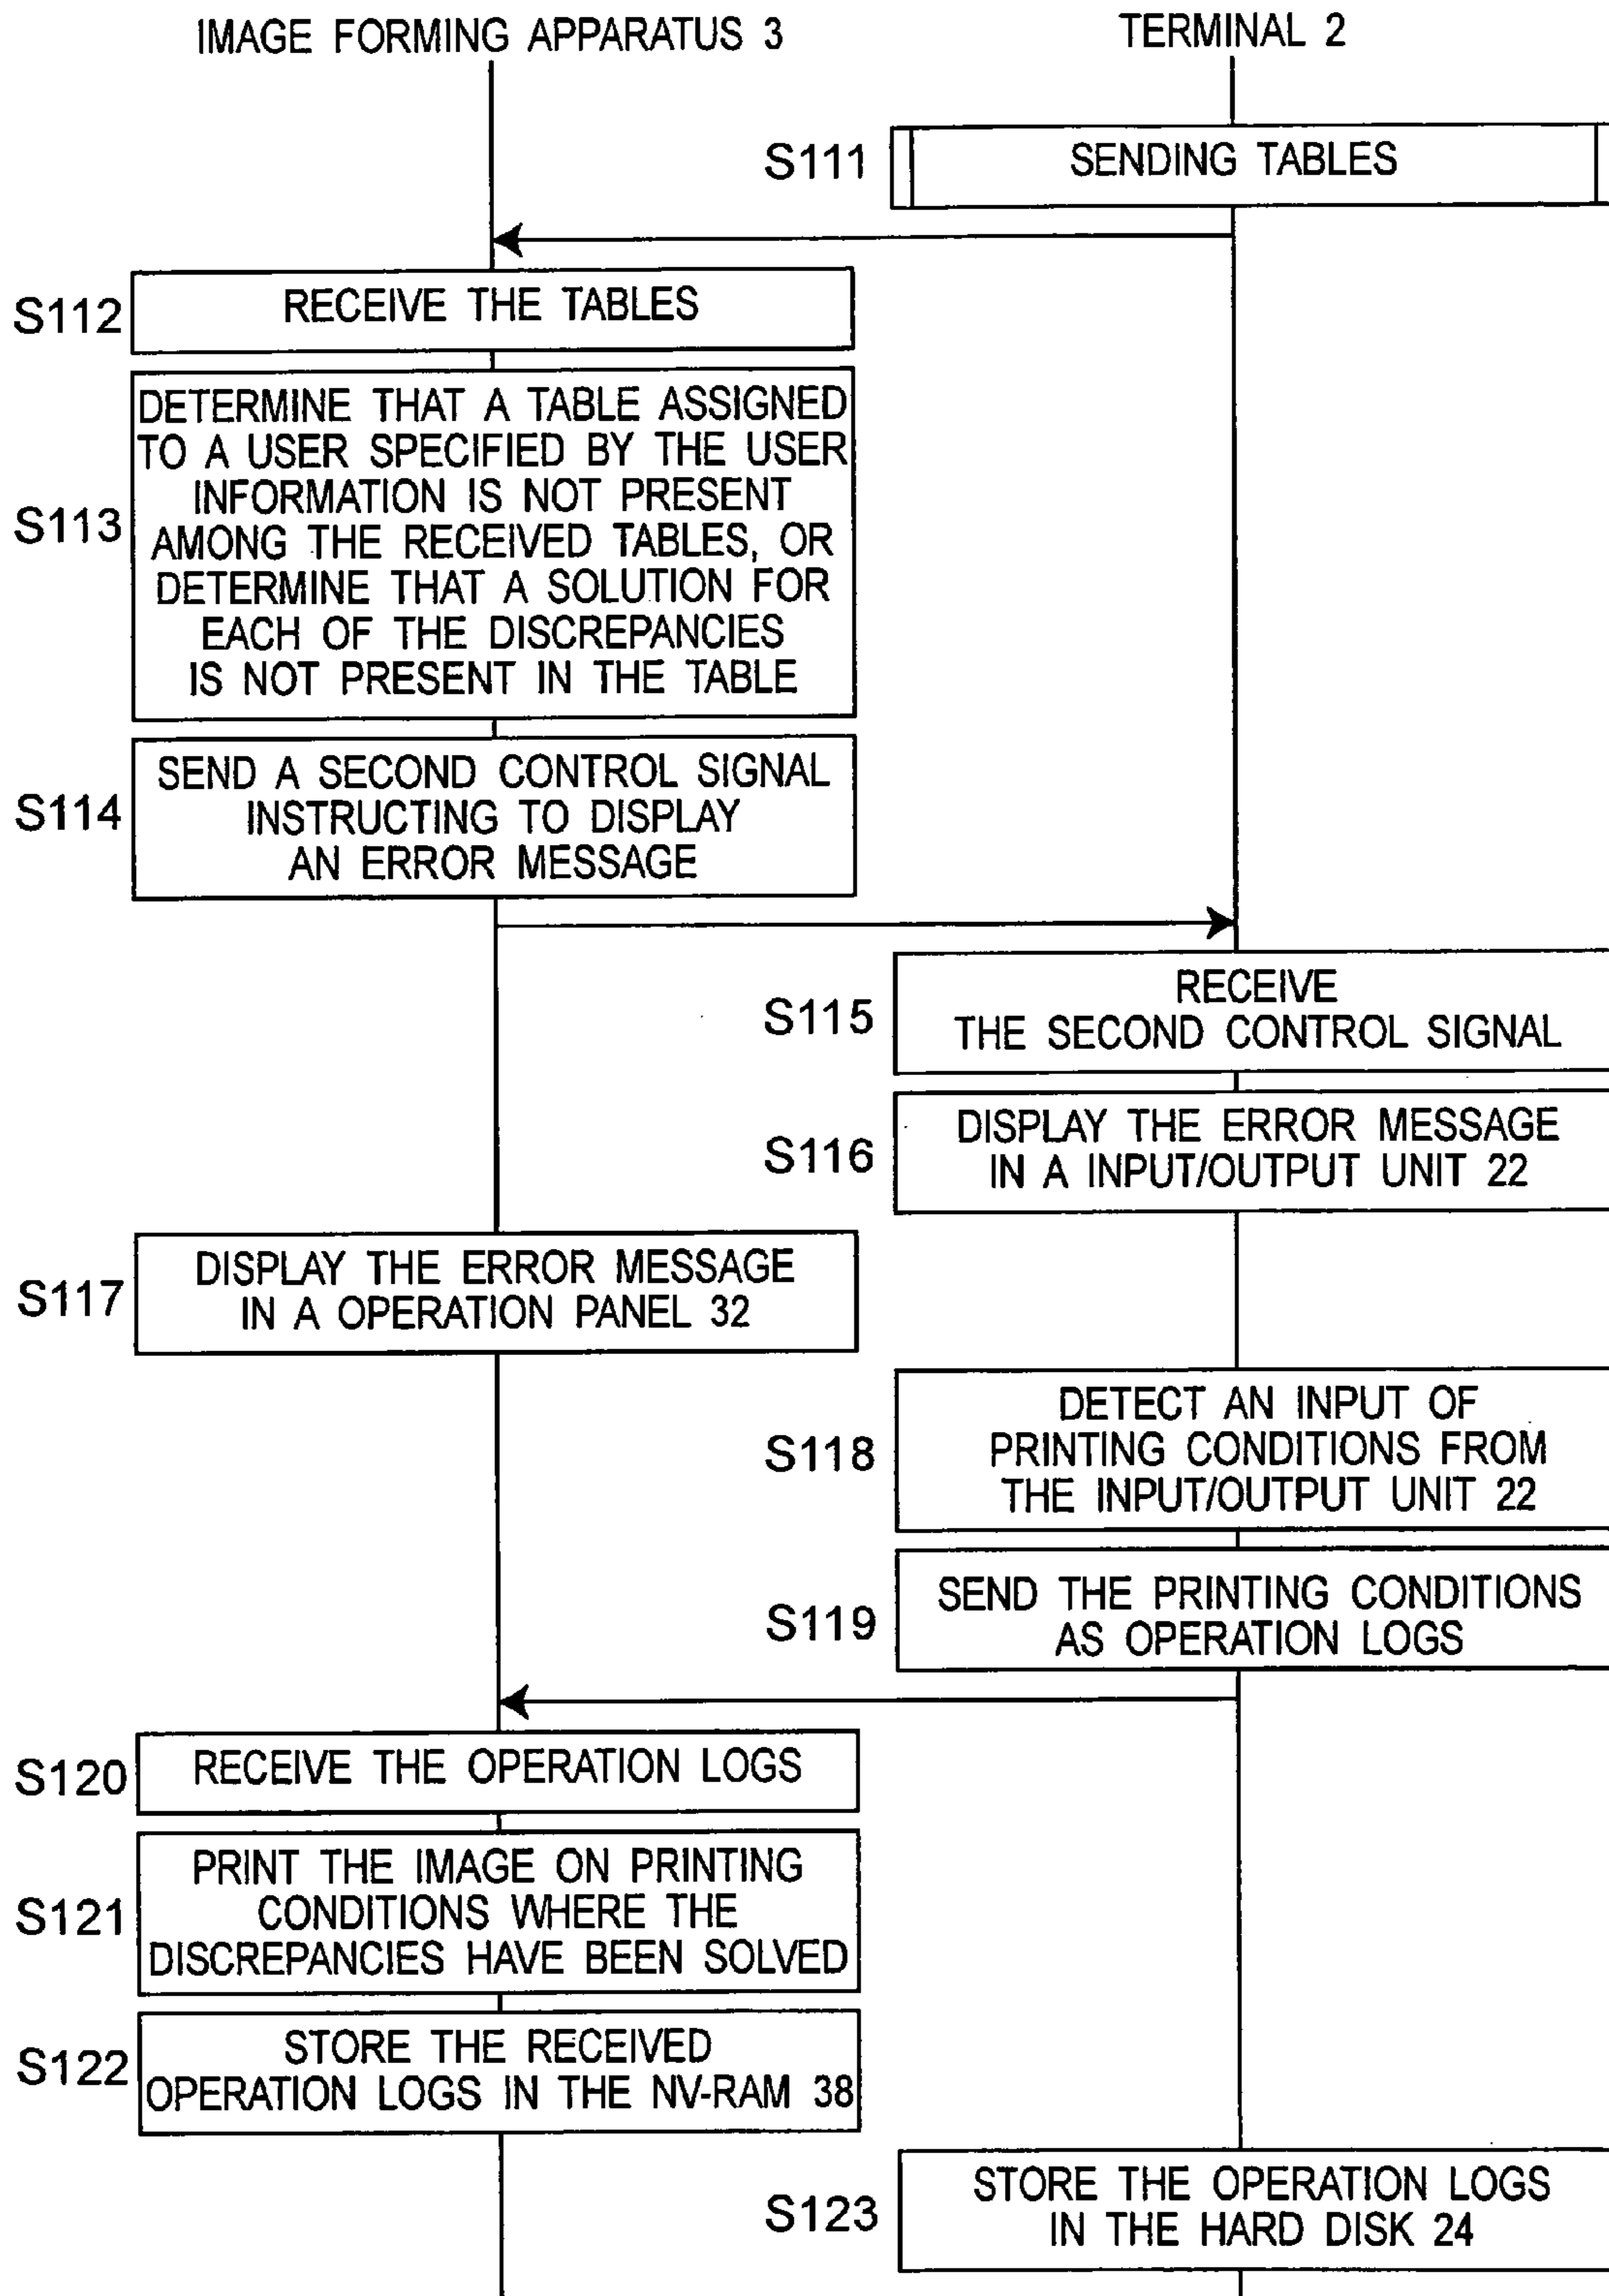 IMAGE FORMING APPARATUS 3
TERMINAL 2
S111
SENDING TABLES
S112
RECEIVE THE TABLES
S113
DETERMINE THAT A TABLE ASSIGNED
TO A USER SPECIFIED BY THE USER
INFORMATION IS NOT PRESENT
AMONG THE RECEIVED TABLES, OR
DETERMINE THAT A SOLUTION FOR
EACH OF THE DISCREPANCIES
IS NOT PRESENT IN THE TABLE
S114
SEND A SECOND CONTROL SIGNAL
INSTRUCTING TO DISPLAY
AN ERROR MESSAGE
S115
RECEIVE
THE SECOND CONTROL SIGNAL
S116
DISPLAY THE ERROR MESSAGE
IN A INPUT/OUTPUT UNIT 22
S117
DISPLAY THE ERROR MESSAGE
IN A OPERATION PANEL 32
S118
DETECT AN INPUT OF
PRINTING CONDITIONS FROM
THE INPUT/OUTPUT UNIT 22
S119
SEND THE PRINTING CONDITIONS
AS OPERATION LOGS
S120
RECEIVE THE OPERATION LOGS
S121
PRINT THE IMAGE ON PRINTING
CONDITIONS WHERE THE
DISCREPANCIES HAVE BEEN SOLVED
S122
STORE THE RECEIVED
OPERATION LOGS IN THE NV-RAM 38
S123
STORE THE OPERATION LOGS
IN THE HARD DISK 24